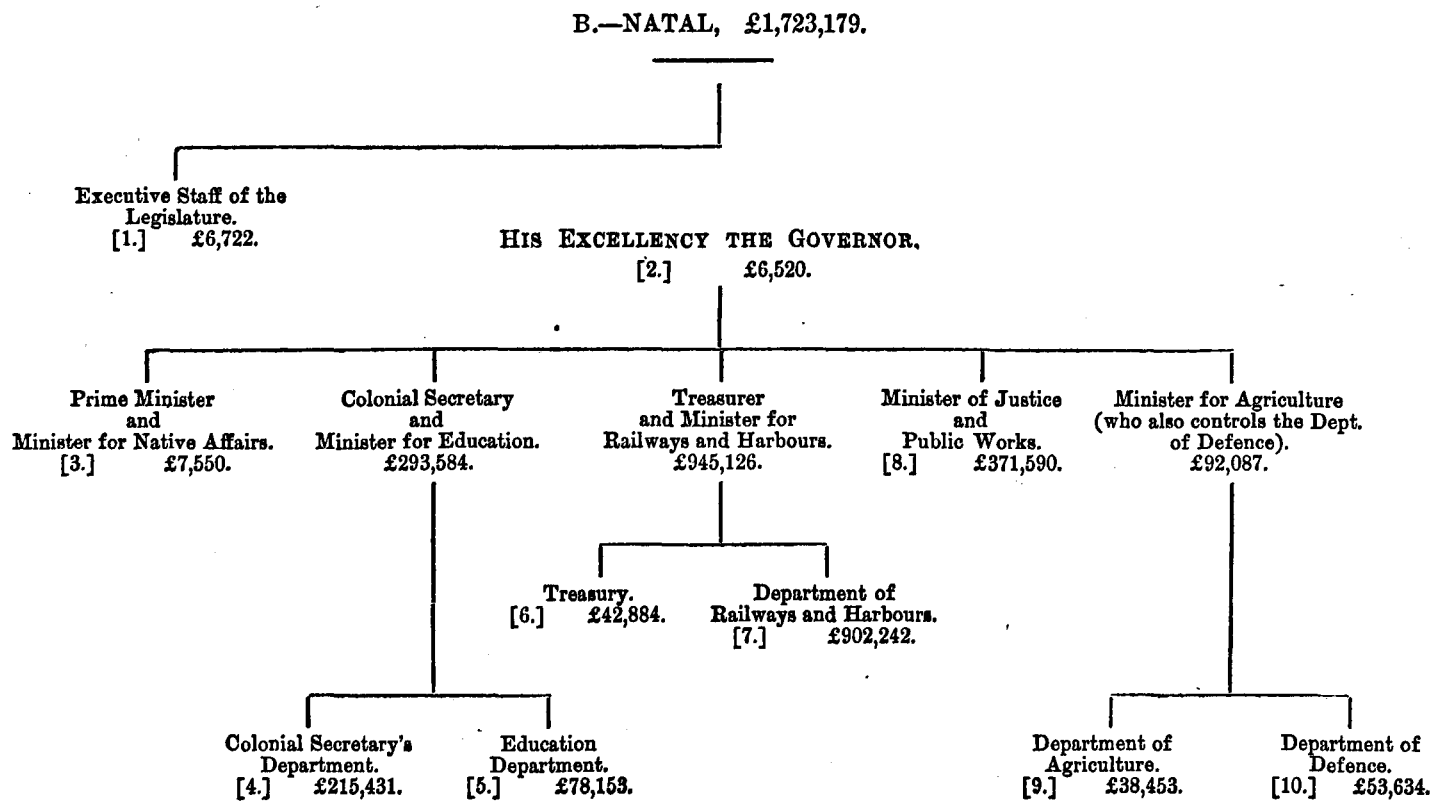 B.—NATAL, £1,723,179.
Executive Staff of the
Legislature.
[1.] £6,722.
HIS EXCELLENCY THE GOVERNOR.
[2.] £6,520.
Prime Minister
and
Minister for Native Affairs.
[3.] £7,550.
Colonial Secretary
and
Minister for Education.
£293,584.
Treasurer
and Minister for
Railways and Harbours.
£945,126.
Minister of Justice
and
Public Works.
[8.] £371,590.
Minister for Agriculture
(who also controls the Dept.
of Defence).
£92,087.
Treasury.
[6.] £42,884.
Department of
Railways and Harbours.
[7.] £902,242.
Colonial Secretary's
Department.
[4.] £215,431.
Education
Department.
[5.] £78,153.
Department of
Agriculture.
[9.] £38,453.
Department of
Defence.
[10.] £53,634.